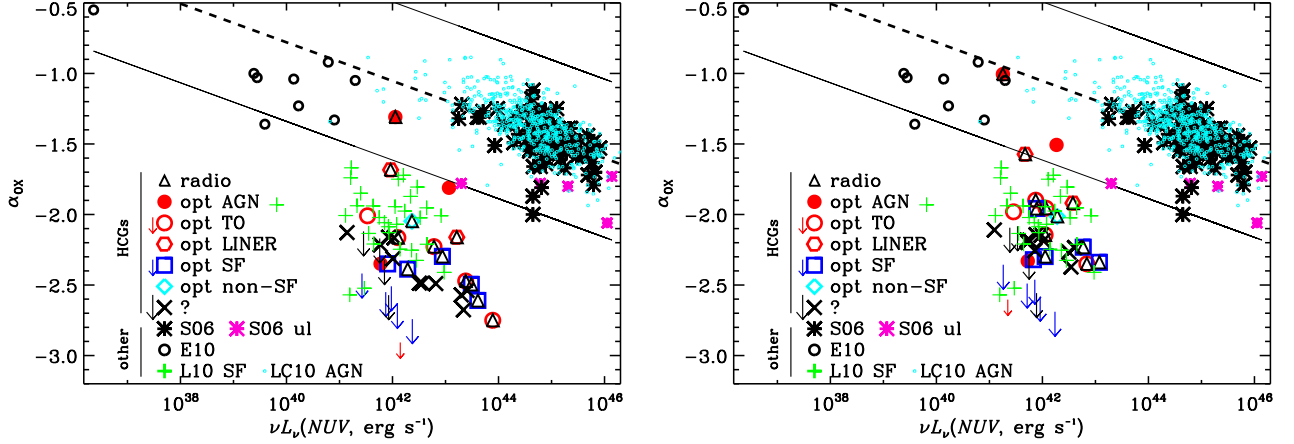 −0.5
−1.0
−1.5
−2.0
−2.5
−3.0
αOX
HCGs
other
radio
opt AGN
opt TO
opt LINER
opt SF
opt non−SF
?
S06 S06 ul
E10
L10 SF LC10 AGN
10^38 10^40 10^42 10^44 10^46
νLν(NUV, erg s⁻¹)
−0.5
−1.0
−1.5
−2.0
−2.5
−3.0
αOX
HCGs
other
radio
opt AGN
opt TO
opt LINER
opt SF
opt non−SF
?
S06 S06 ul
E10
L10 SF LC10 AGN
10^38 10^40 10^42 10^44 10^46
νLν(NUV, erg s⁻¹)